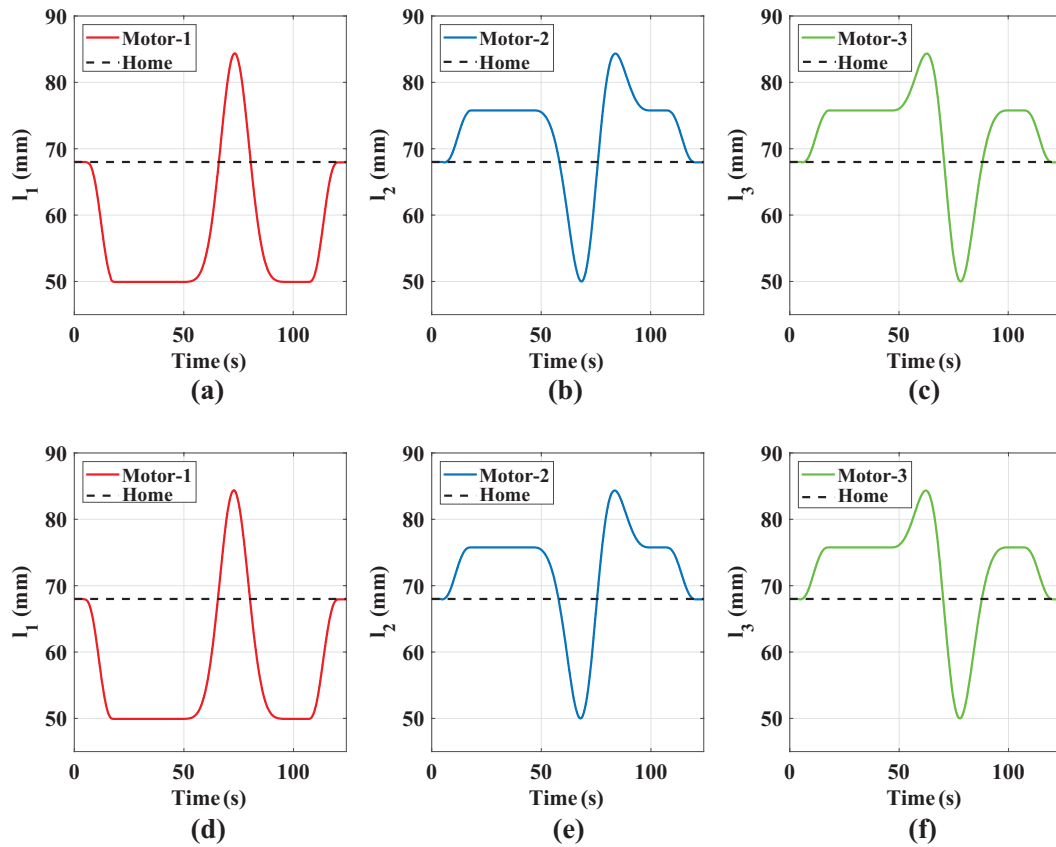 90
80
70
60
50
l1 (mm)
Motor-1
Home
0 50 100
Time (s)
(a)
90
80
70
60
50
l2 (mm)
Motor-2
Home
0 50 100
Time (s)
(b)
90
80
70
60
50
l3 (mm)
Motor-3
Home
0 50 100
Time (s)
(c)
90
80
70
60
50
l1 (mm)
Motor-1
Home
0 50 100
Time (s)
(d)
90
80
70
60
50
l2 (mm)
Motor-2
Home
0 50 100
Time (s)
(e)
90
80
70
60
50
l3 (mm)
Motor-3
Home
0 50 100
Time (s)
(f)